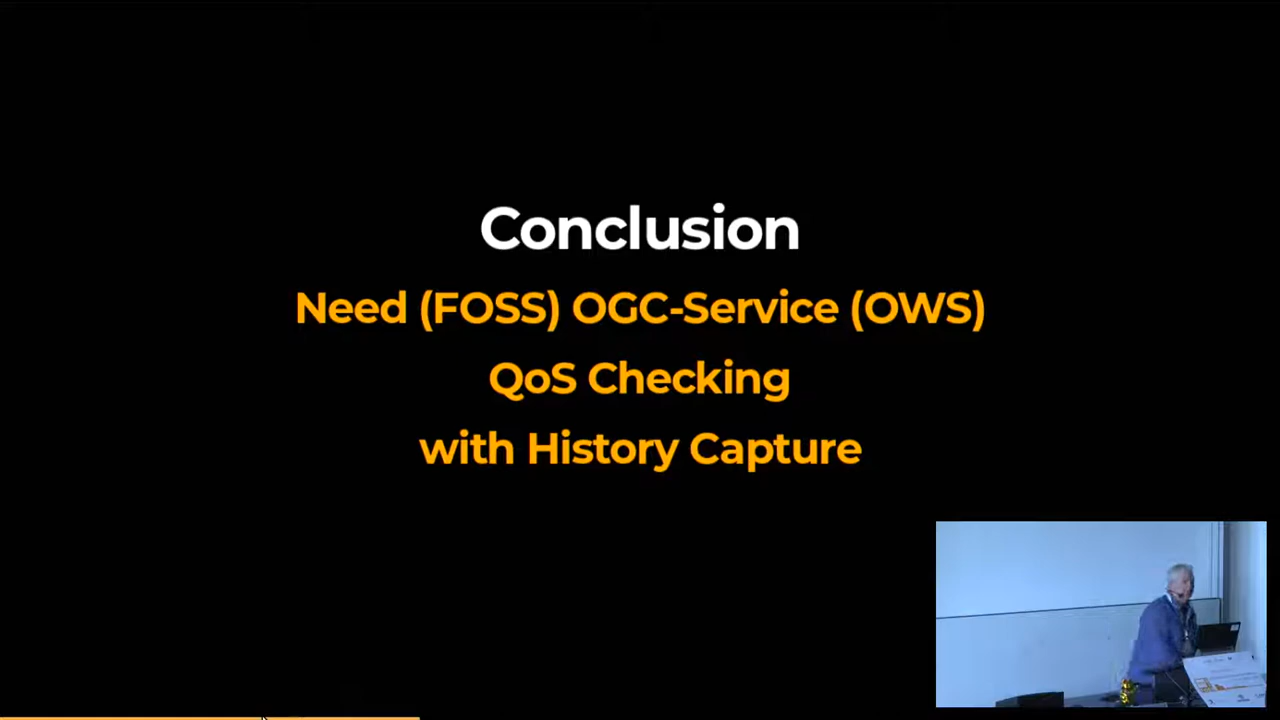 Conclusion
Need (FOSS) OGC-Service (OWS)
QoS Checking
with History Capture